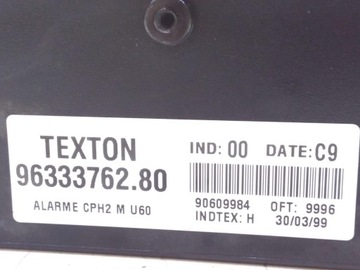 TEXTON
IND: 00 DATE: C9
96333762.80
90609984 OFT: 9996
ALARME CPH2 M U60
INDTEX: H 30/03/99